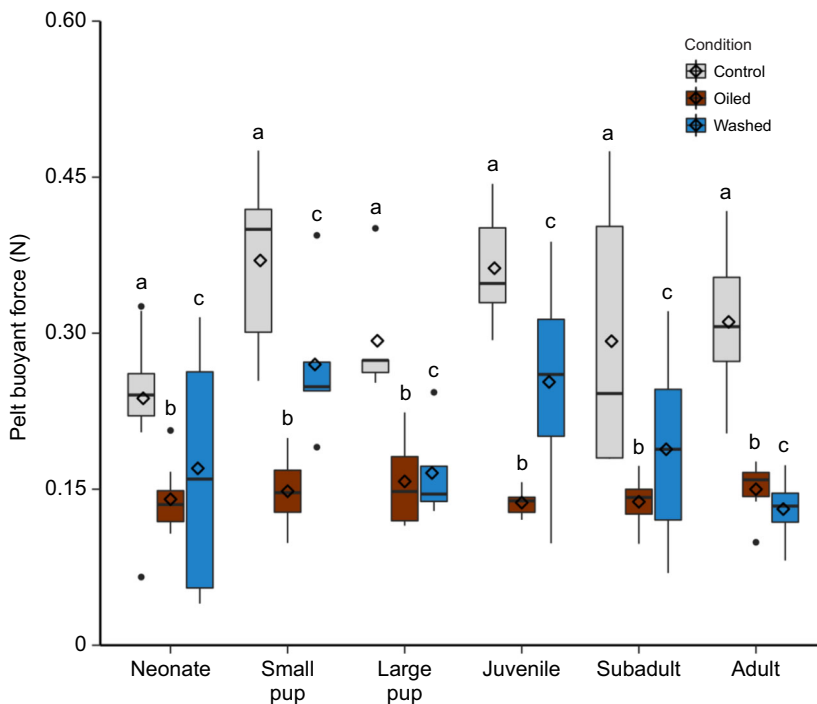 0.60
Condition
Control
Oiled
Washed
a
a
0.45
a
a
c
a
c
Pelt buoyant force (N)
a
c
c
0.30
b
c
b
b
b
b
b
c
0.15
0
Neonate
Small
pup
Large
pup
Juvenile
Subadult
Adult